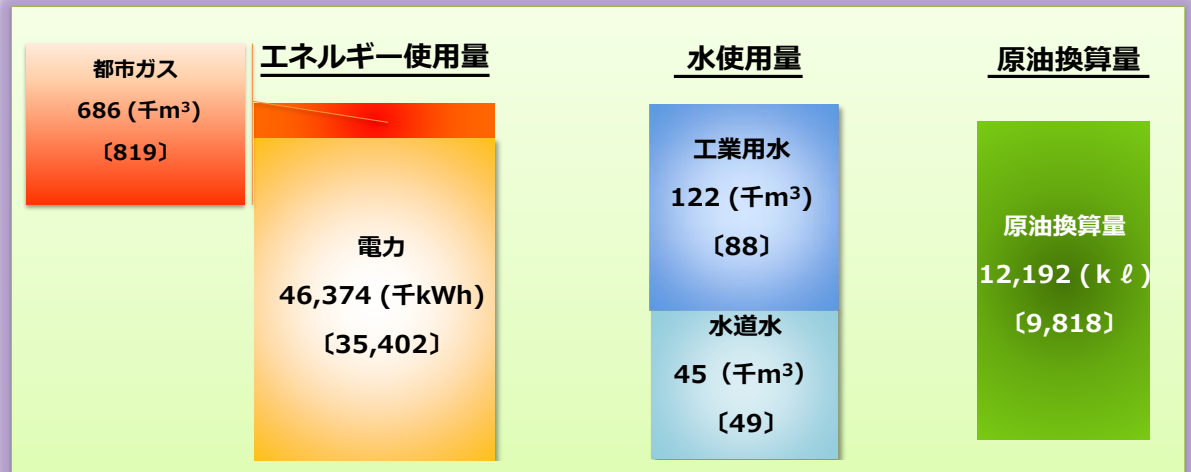 エネルギー使用量
都市ガス
686 (千m³)
〔819〕
電力
46,374 (千kWh)
〔35,402〕
水使用量
工業用水
122 (千m³)
〔88〕
水道水
45（千m³）
〔49〕
原油換算量
原油換算量
12,192 ( k ℓ )
〔9,818〕